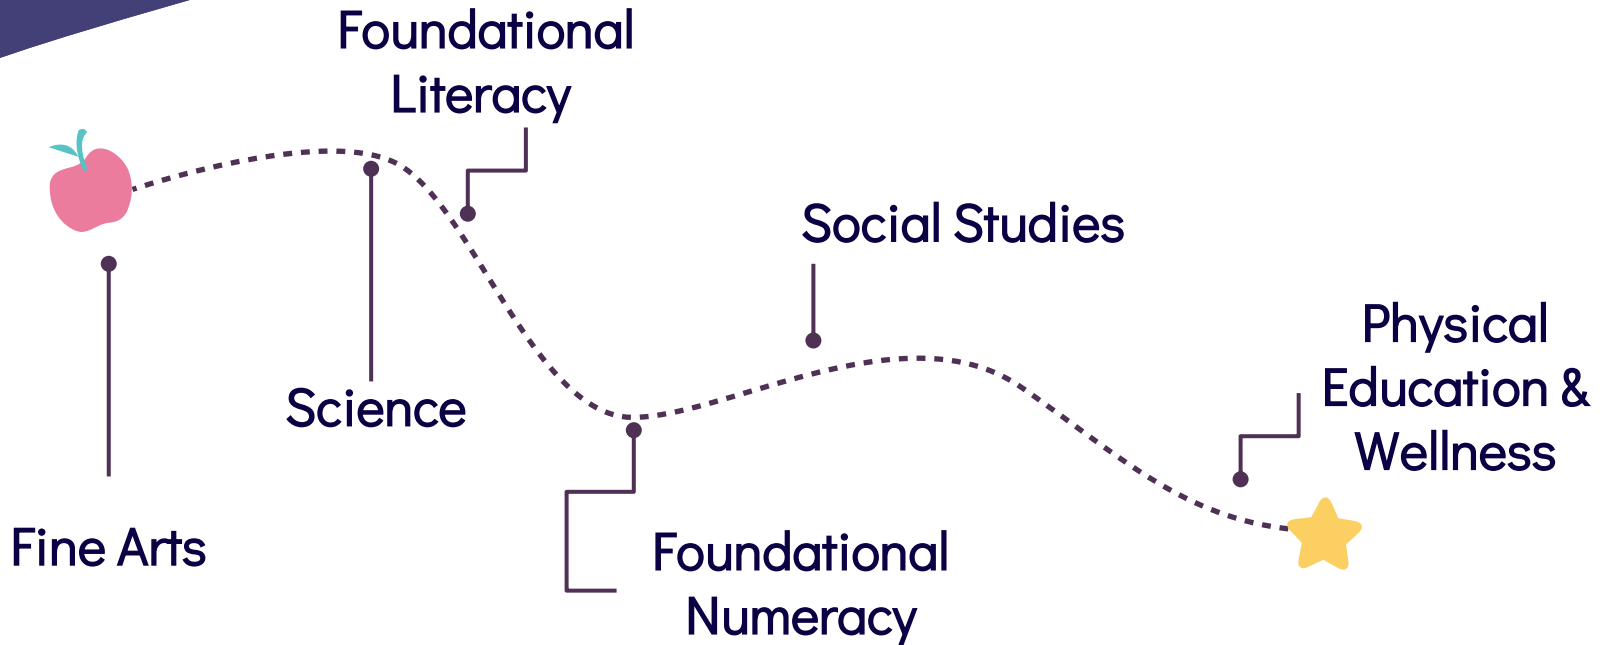 Foundational
Literacy
Social Studies
Physical
Education &
Wellness
Science
Fine Arts
Foundational
Numeracy